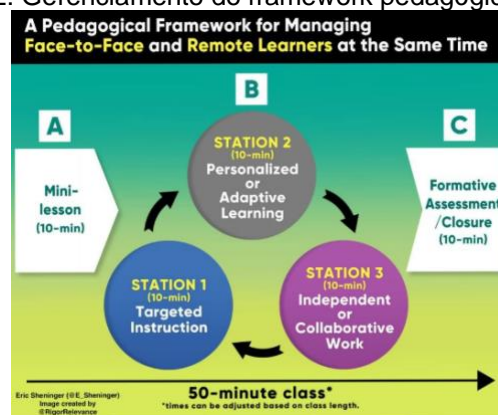 A Pedagogical Framework for Managing
Face-to-Face and Remote Learners at the Same Time
B
A
C
STATION 2
(10-min)
Personalized
or
Adaptive
Learning
Mini-
lesson
(10-min)
Formative
Assessment
/Closure
(10-min)
STATION 1
(10-min)
Targeted
Instruction
STATION 3
(10-min)
Independent
or
Collaborative
Work
Eric Sheninger (@E_Sheninger)
Image created by
@RigorRelevance
50-minute class*
*times can be adjusted based on class length.